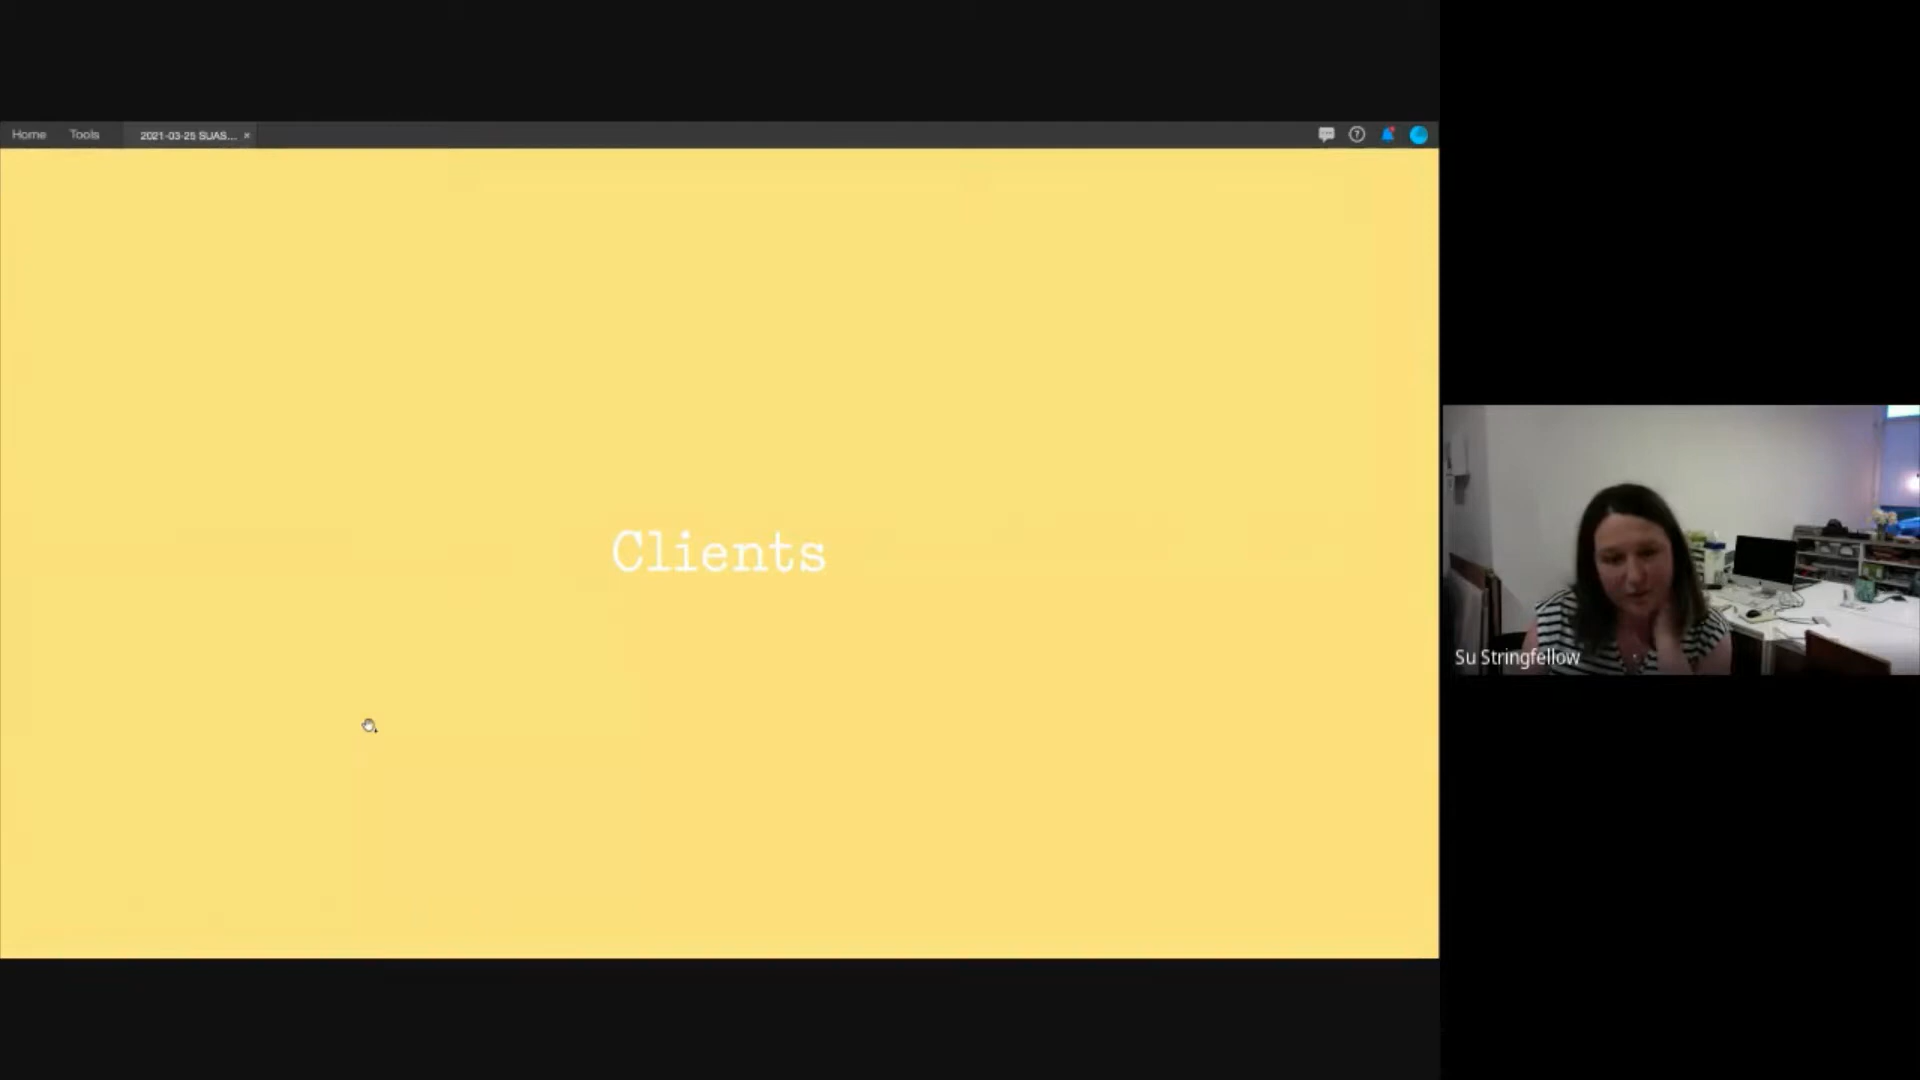 Home Tools 2021-03-25 SUAS... ×
Clients
Su Stringfellow